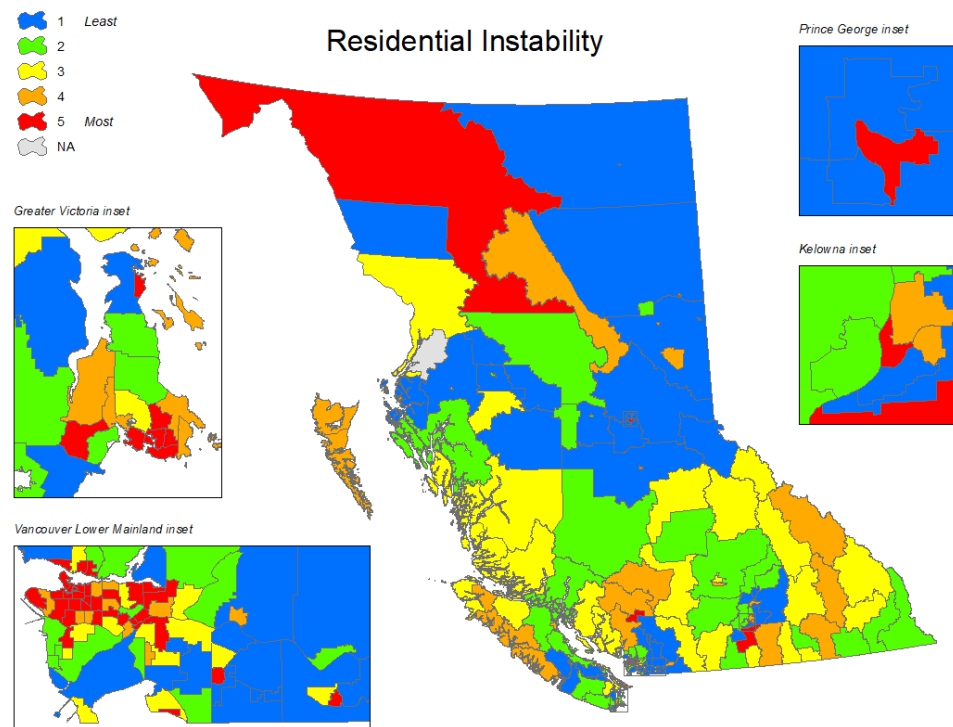 Residential Instability
1 Least
2
3
4
5 Most
NA
Prince George inset
Greater Victoria inset
Kelowna inset
Vancouver Lower Mainland inset